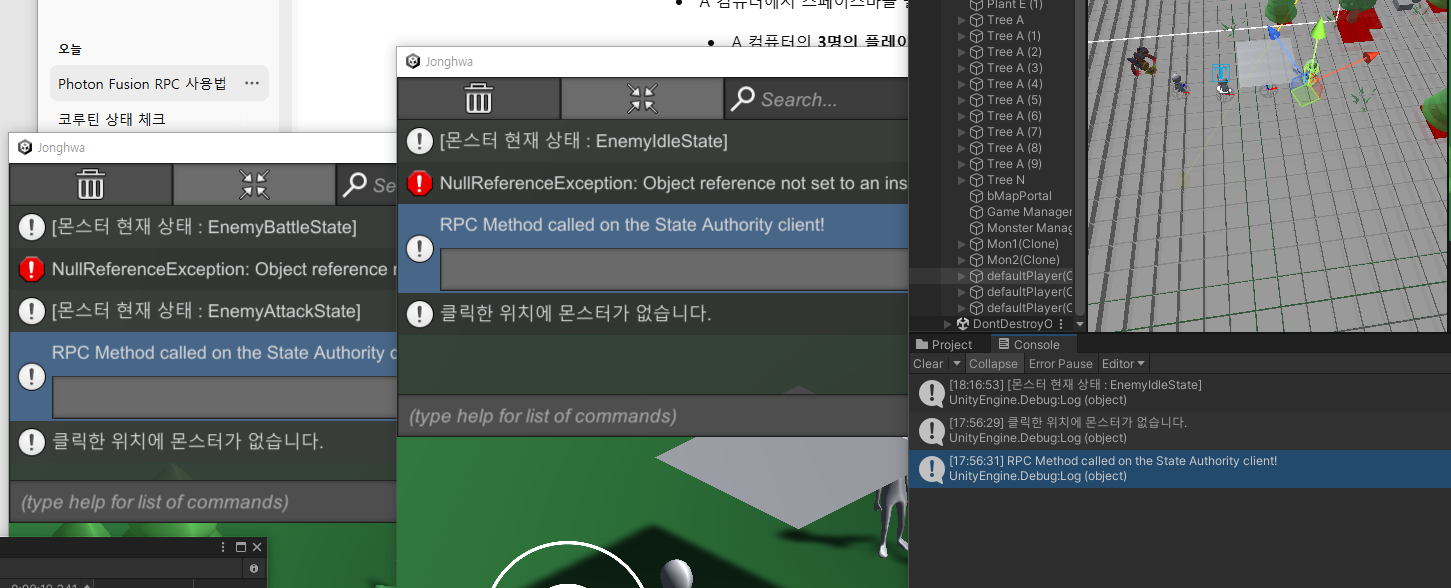 오늘
Photon Fusion RPC 사용법 ···
코루틴 상태 체크
A 컴퓨터에서 스페이스바를
A 컴퓨터의 3명의 플레이
Jonghwa
Se
[몬스터 현재 상태 : EnemyBattleState]
NullReferenceException: Object reference
[몬스터 현재 상태 : EnemyAttackState]
RPC Method called on the State Authority c
클릭한 위치에 몬스터가 없습니다.
(type help for list of commands)
Jonghwa
Search...
[몬스터 현재 상태 : EnemyIdleState]
NullReferenceException: Object reference not set to an ins
RPC Method called on the State Authority client!
클릭한 위치에 몬스터가 없습니다.
(type help for list of commands)
Plant E (1)
Tree A
Tree A (1)
Tree A (2)
Tree A (3)
Tree A (4)
Tree A (5)
Tree A (6)
Tree A (7)
Tree A (8)
Tree A (9)
Tree N
bMapPortal
Game Manager
Monster Manag
Mon1(Clone)
Mon2(Clone)
defaultPlayer(C
defaultPlayer(C
defaultPlayer(C
DontDestroyO
Project Console
Clear Collapse Error Pause Editor
[18:16:53] [몬스터 현재 상태 : EnemyIdleState]
UnityEngine.Debug:Log (object)
[17:56:29] 클릭한 위치에 몬스터가 없습니다.
UnityEngine.Debug:Log (object)
[17:56:31] RPC Method called on the State Authority client!
UnityEngine.Debug:Log (object)